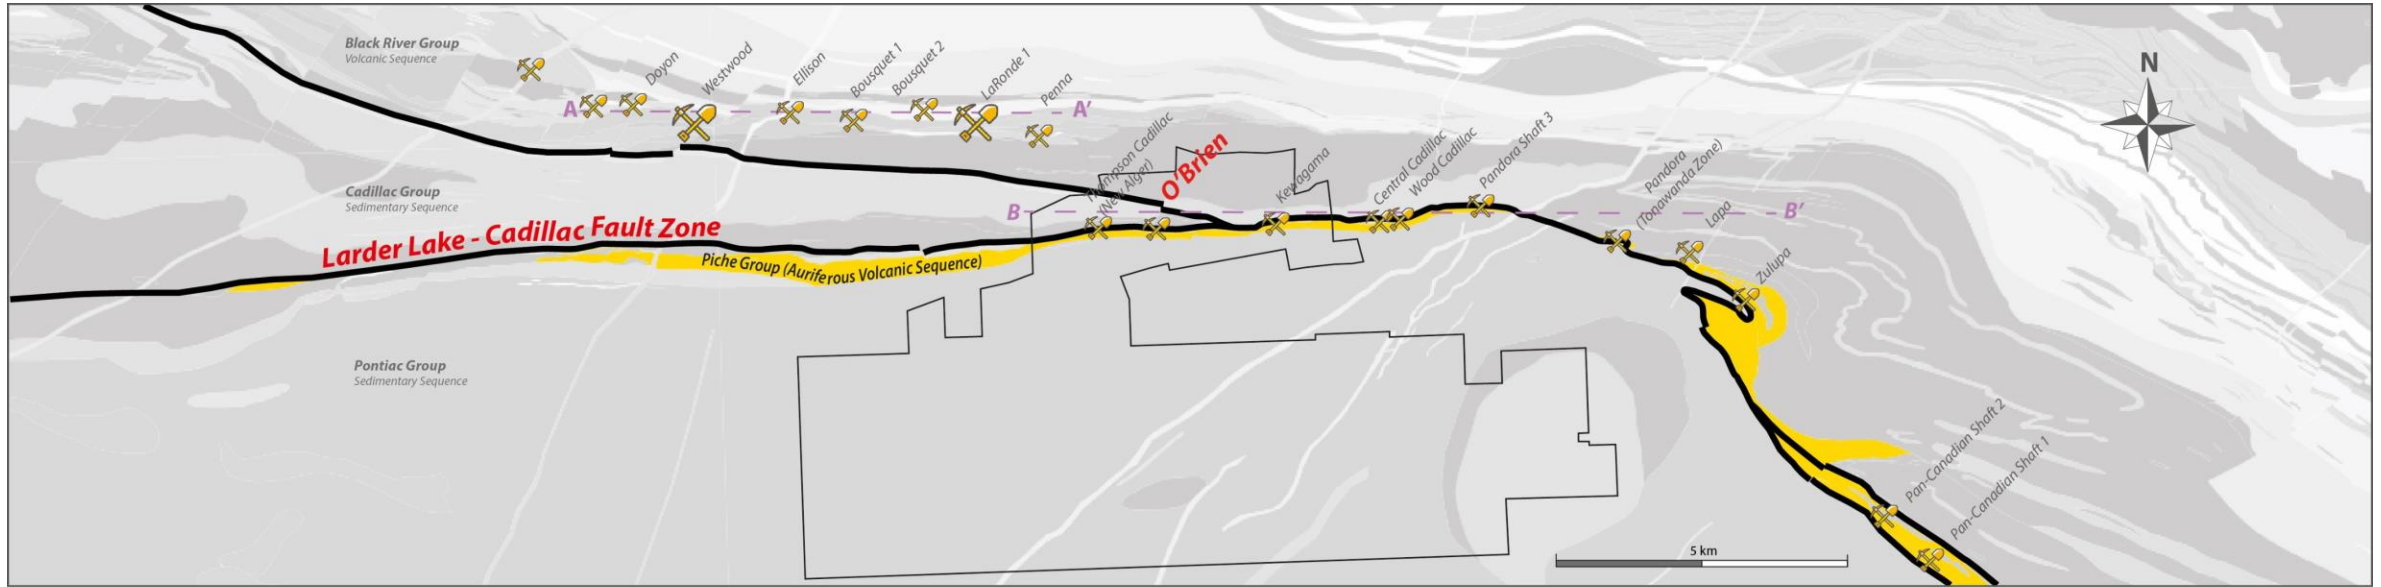 Black River Group
Volcanic Sequence
N
Doyon
Westwood
Ellison
Bousquet 1
Bousquet 2
LaRonde 1
Penna
A
A'
Cadillac Group
Sedimentary Sequence
Thompson Cadillac
(New Alger)
O'Brien
Kewagama
Central Cadillac
Wood Cadillac
Pandora Shaft 3
Pandora
(Tonawanda Zone)
Lapa
Zulupa
B
B'
Larder Lake - Cadillac Fault Zone
Piche Group (Auriferous Volcanic Sequence)
Pontiac Group
Sedimentary Sequence
Pan-Canadian Shaft 2
Pan-Canadian Shaft 1
5 km